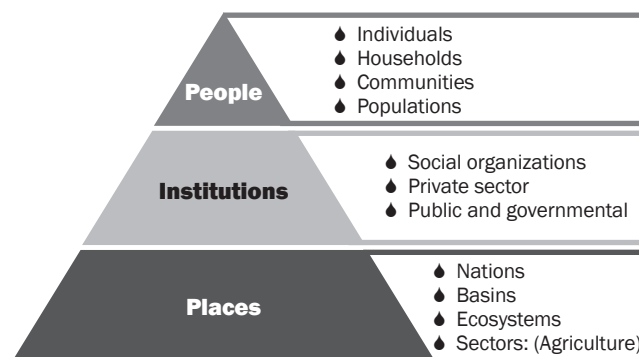 People
Individuals
Households
Communities
Populations
Institutions
Social organizations
Private sector
Public and governmental
Places
Nations
Basins
Ecosystems
Sectors: (Agriculture)